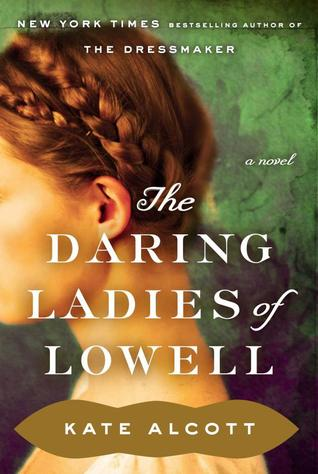 NEW YORK TIMES BESTSELLING AUTHOR OF
THE DRESSMAKER
a novel
The
DARING
LADIES of
LOWELL
KATE ALCOTT